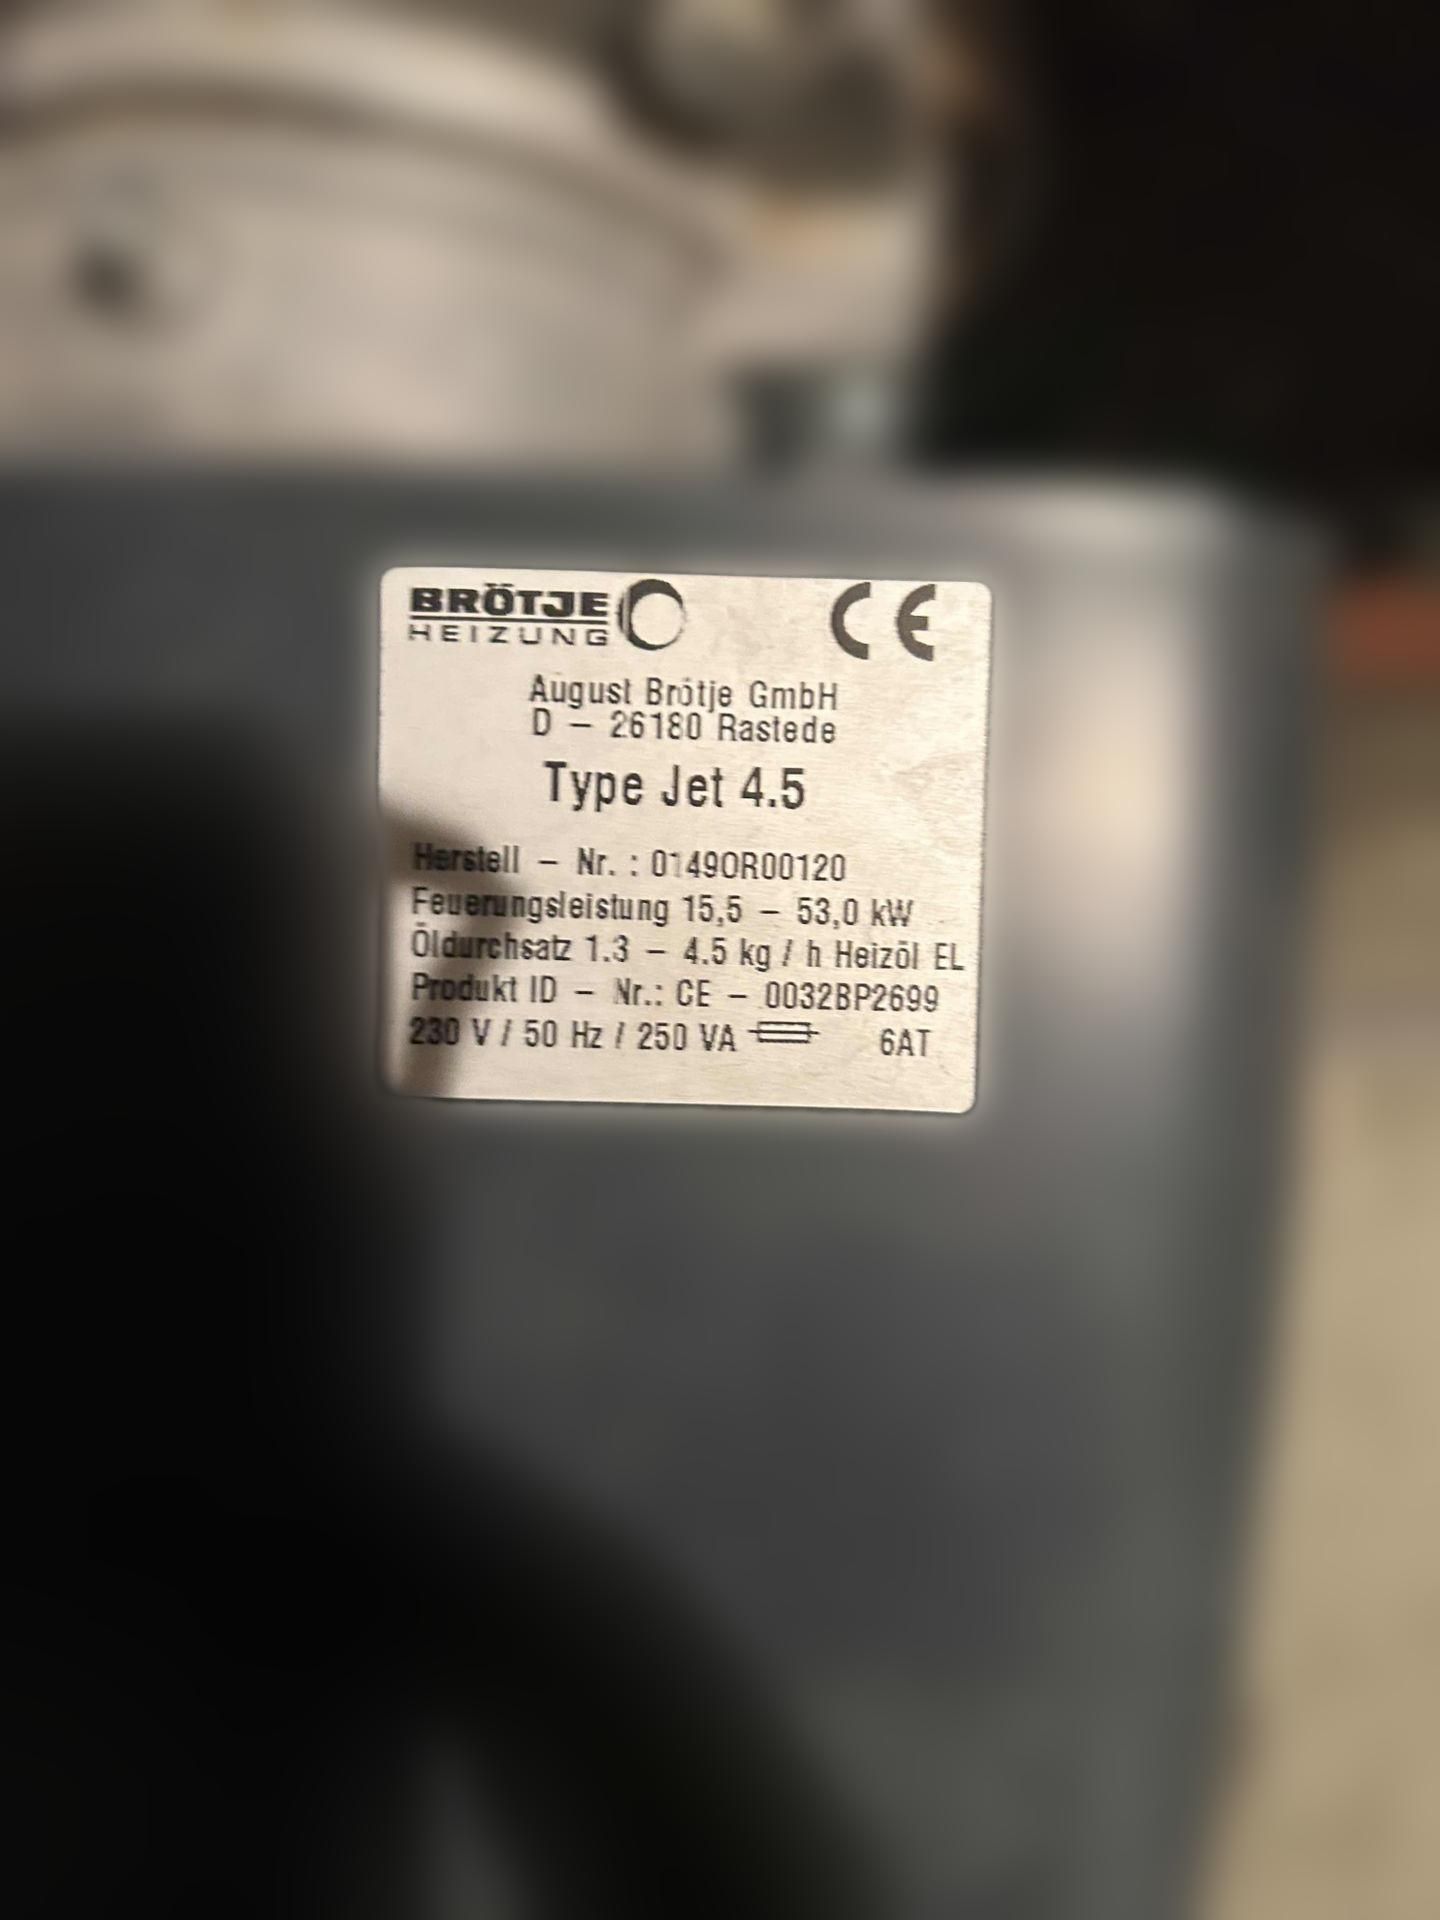 BRÖTJE
HEIZUNG
CE
August Brötje GmbH
D – 26180 Rastede
Type Jet 4.5
Herstell – Nr. : 0149OR00120
Feuerungsleistung 15,5 – 53,0 kW
Öldurchsatz 1.3 – 4.5 kg / h Heizöl EL
Produkt ID – Nr.: CE – 0032BP2699
230 V / 50 Hz / 250 VA 6AT